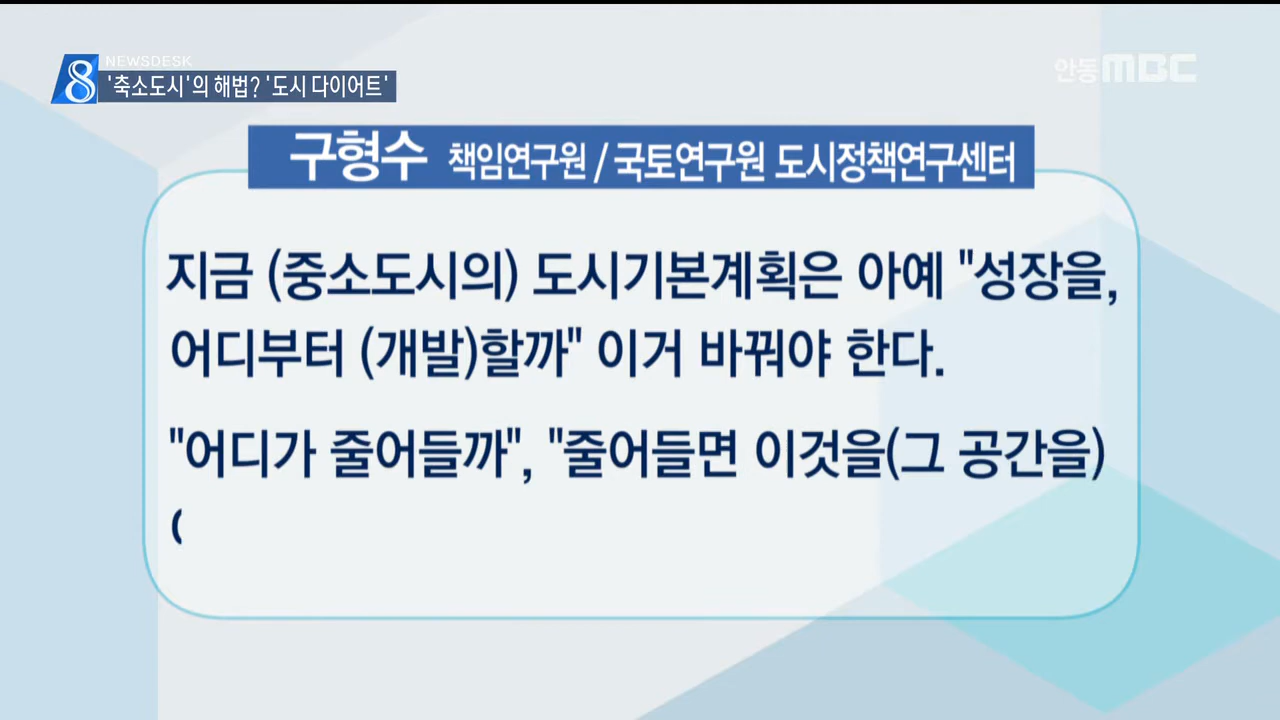 NEWSDESK
8 '축소도시'의 해법? '도시 다이어트'
안동MBC
구형수 책임연구원 / 국토연구원 도시정책연구센터
지금 (중소도시의) 도시기본계획은 아예 "성장을,
어디부터 (개발)할까" 이거 바꿔야 한다.
"어디가 줄어들까", "줄어들면 이것을(그 공간을)